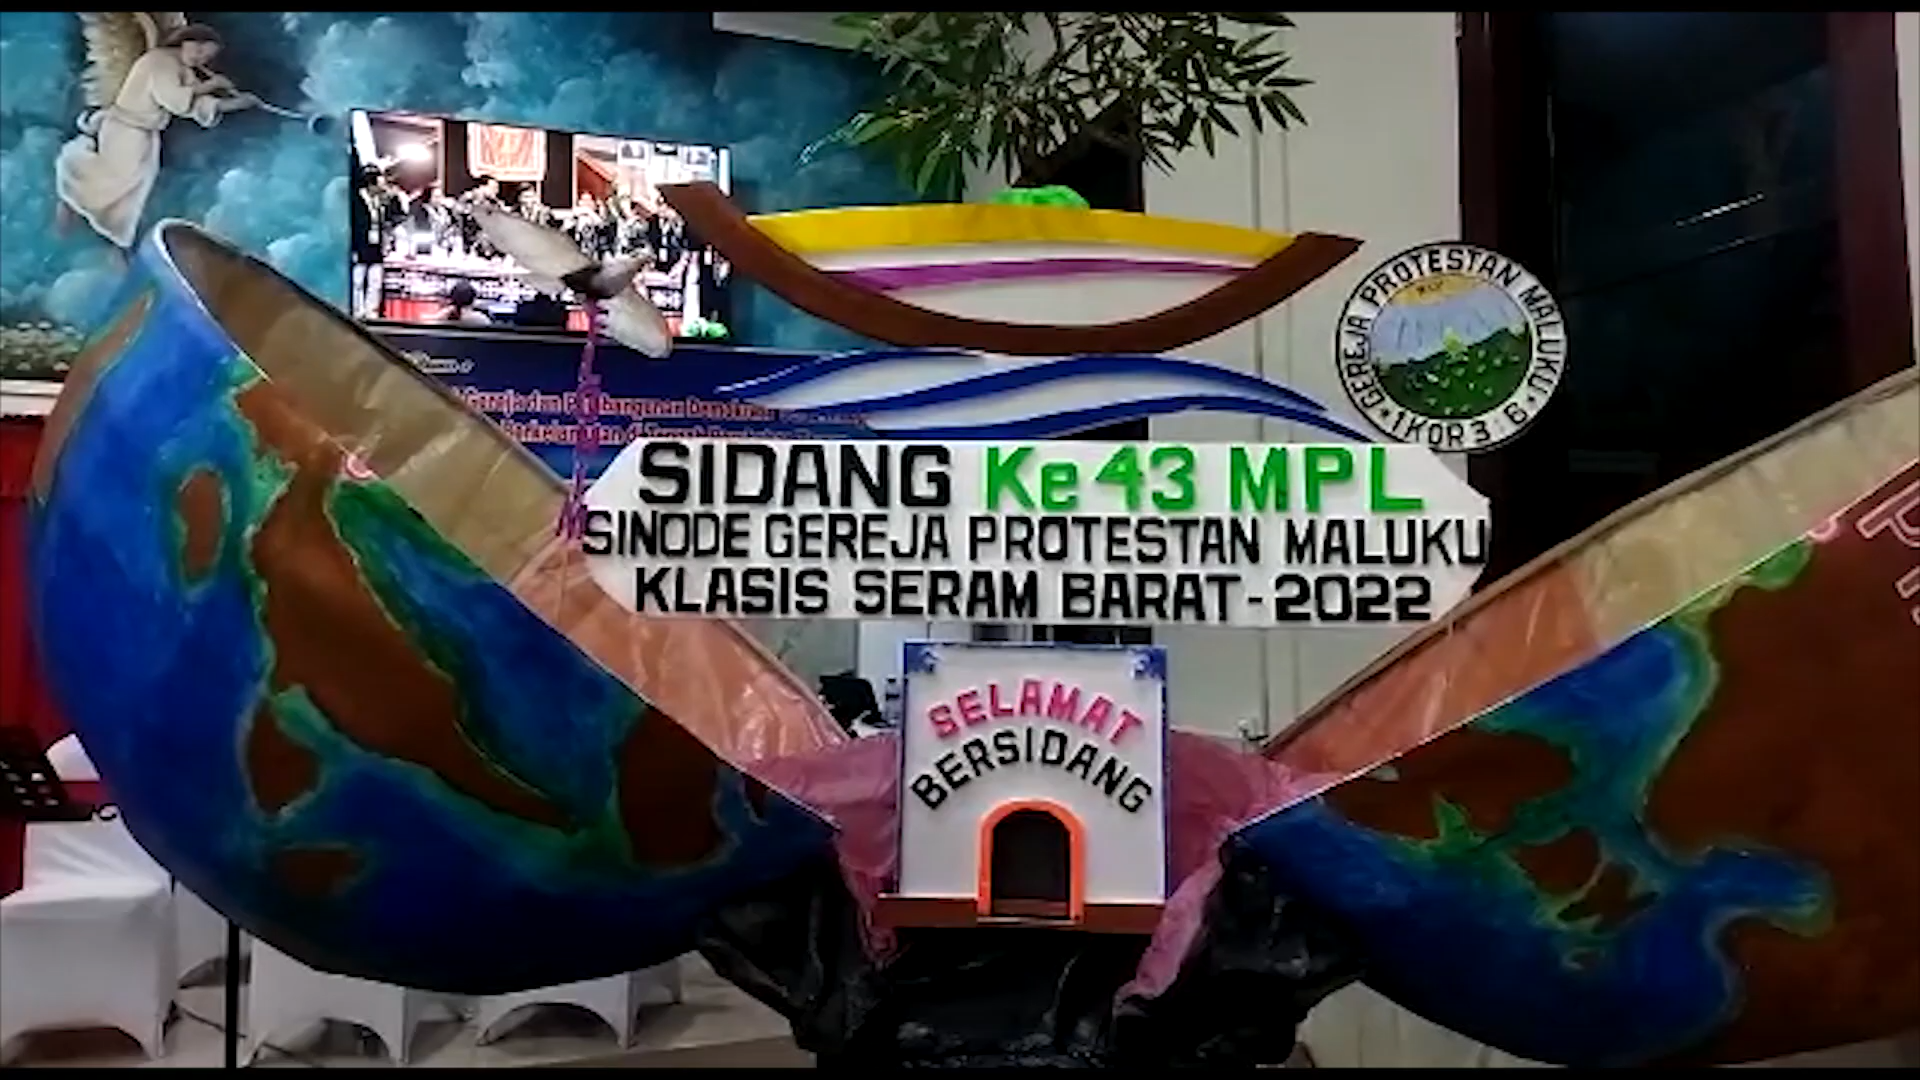 GEREJA PROTESTAN MALUKU
• 1 KOR 3 : 6 •
SIDANG Ke 43 MPL
SINODE GEREJA PROTESTAN MALUKU
KLASIS SERAM BARAT - 2022
SELAMAT
BERSIDANG